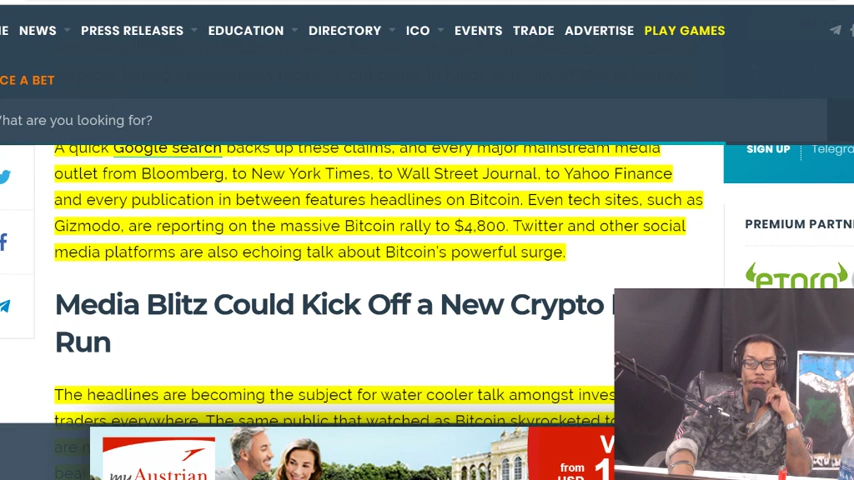 NEWS
PRESS RELEASES
EDUCATION
DIRECTORY
ICO
EVENTS
TRADE
ADVERTISE
PLAY GAMES
CE A BET
hat are you looking for?
A quick Google search backs up these claims, and every major mainstream media
outlet from Bloomberg, to New York Times, to Wall Street Journal, to Yahoo Finance
and every publication in between features headlines on Bitcoin. Even tech sites, such as
Gizmodo, are reporting on the massive Bitcoin rally to $4,800. Twitter and other social
media platforms are also echoing talk about Bitcoin's powerful surge.
SIGN UP
Telegra
PREMIUM PARTN
eToro
Media Blitz Could Kick Off a New Crypto
Run
The headlines are becoming the subject for water cooler talk amongst inves
traders everywhere. The same public that watched as Bitcoin skyrocketed to
are
myAustrian
from
USD